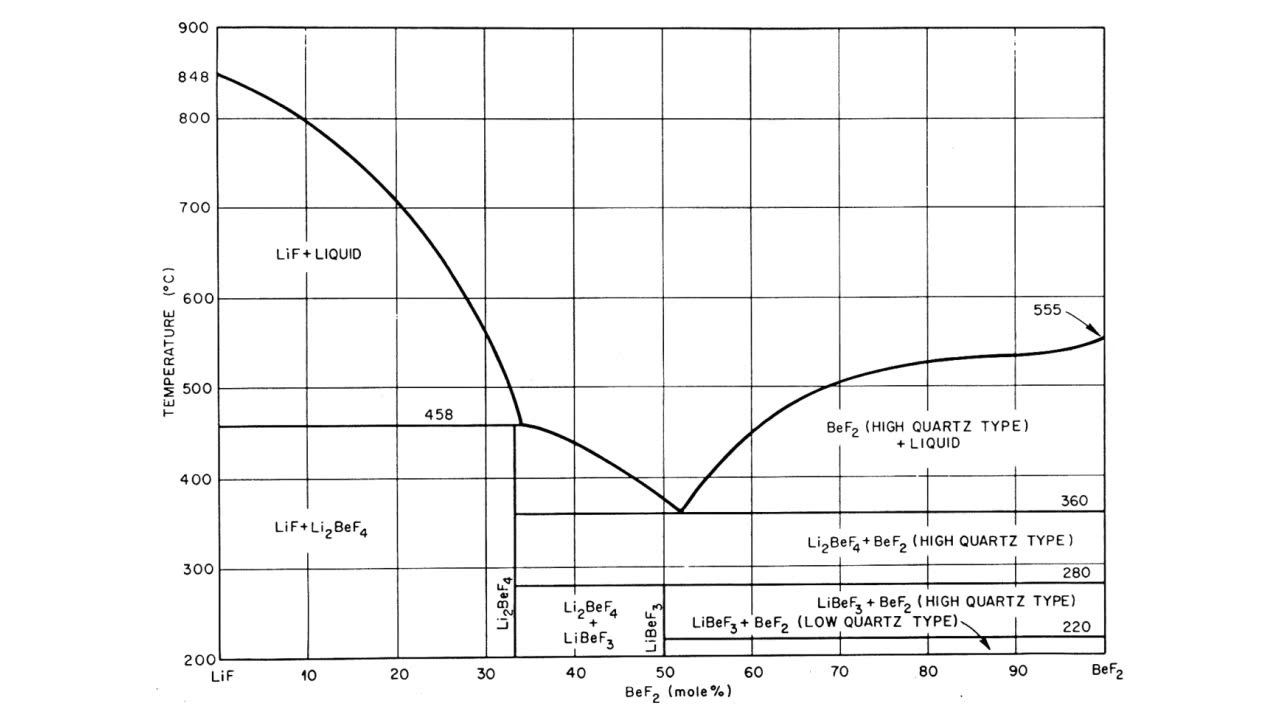 900
848
800
700
LiF + LIQUID
TEMPERATURE (°C)
600
555
500
458
BeF₂ (HIGH QUARTZ TYPE)
+ LIQUID
400
360
LiF + Li₂BeF₄
Li₂BeF₄ + BeF₂ (HIGH QUARTZ TYPE)
300
280
Li₂BeF₄
Li₂BeF₄
+
LiBeF₃
LiBeF₃
LiBeF₃ + BeF₂ (HIGH QUARTZ TYPE)
LiBeF₃ + BeF₂ (LOW QUARTZ TYPE)
220
200
LiF 10 20 30 40 50 60 70 80 90 BeF₂
BeF₂ (mole %)